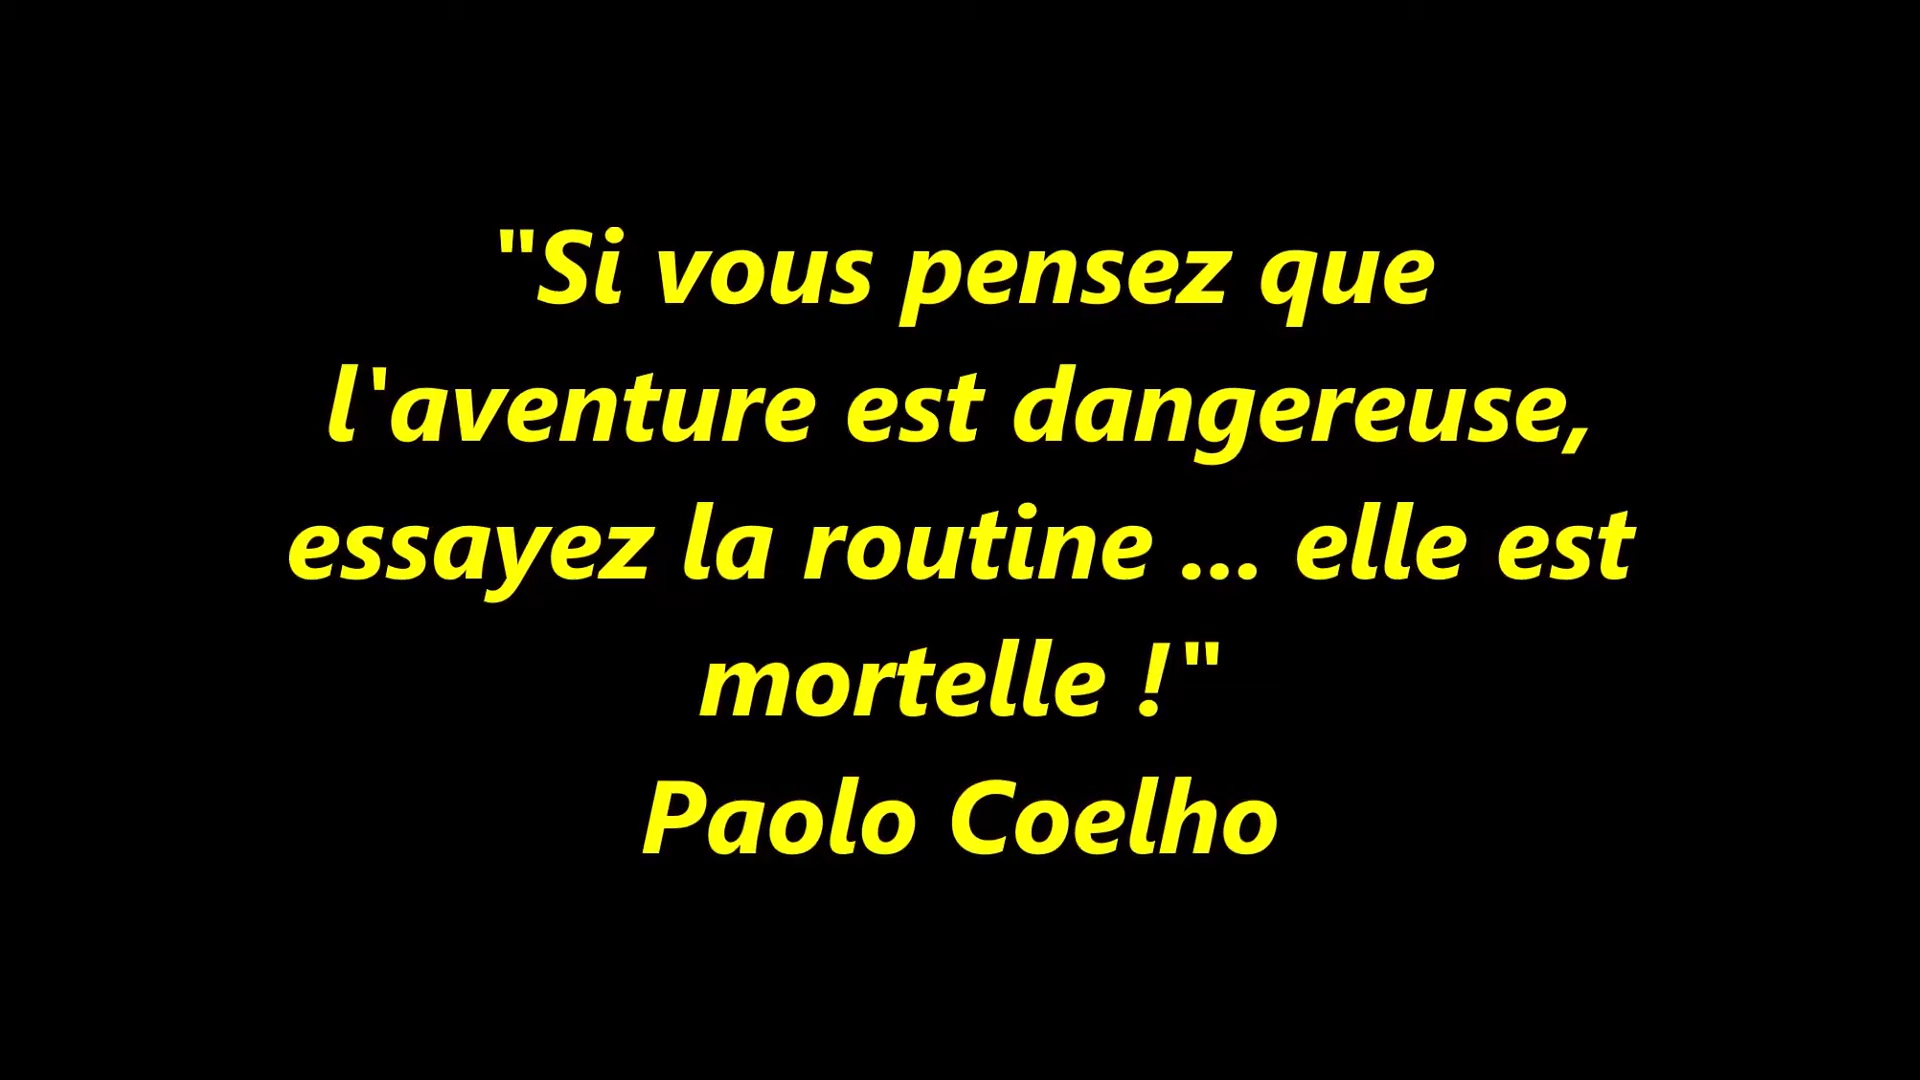 "Si vous pensez que
l'aventure est dangereuse,
essayez la routine ... elle est
mortelle !"
Paolo Coelho